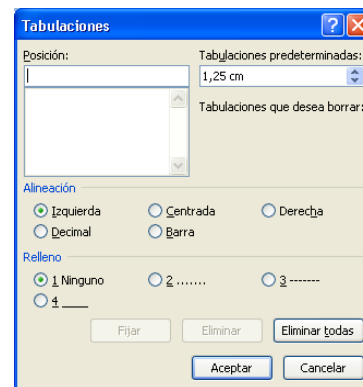 Tabulaciones
Posición: Tabulaciones predeterminadas:
1,25 cm
Tabulaciones que desea borrar:
Alineación
Izquierda Centrada Derecha
Decimal Barra
Relleno
1 Ninguno 2 ....... 3 -------
4 ____
Fijar Eliminar Eliminar todas
Aceptar Cancelar